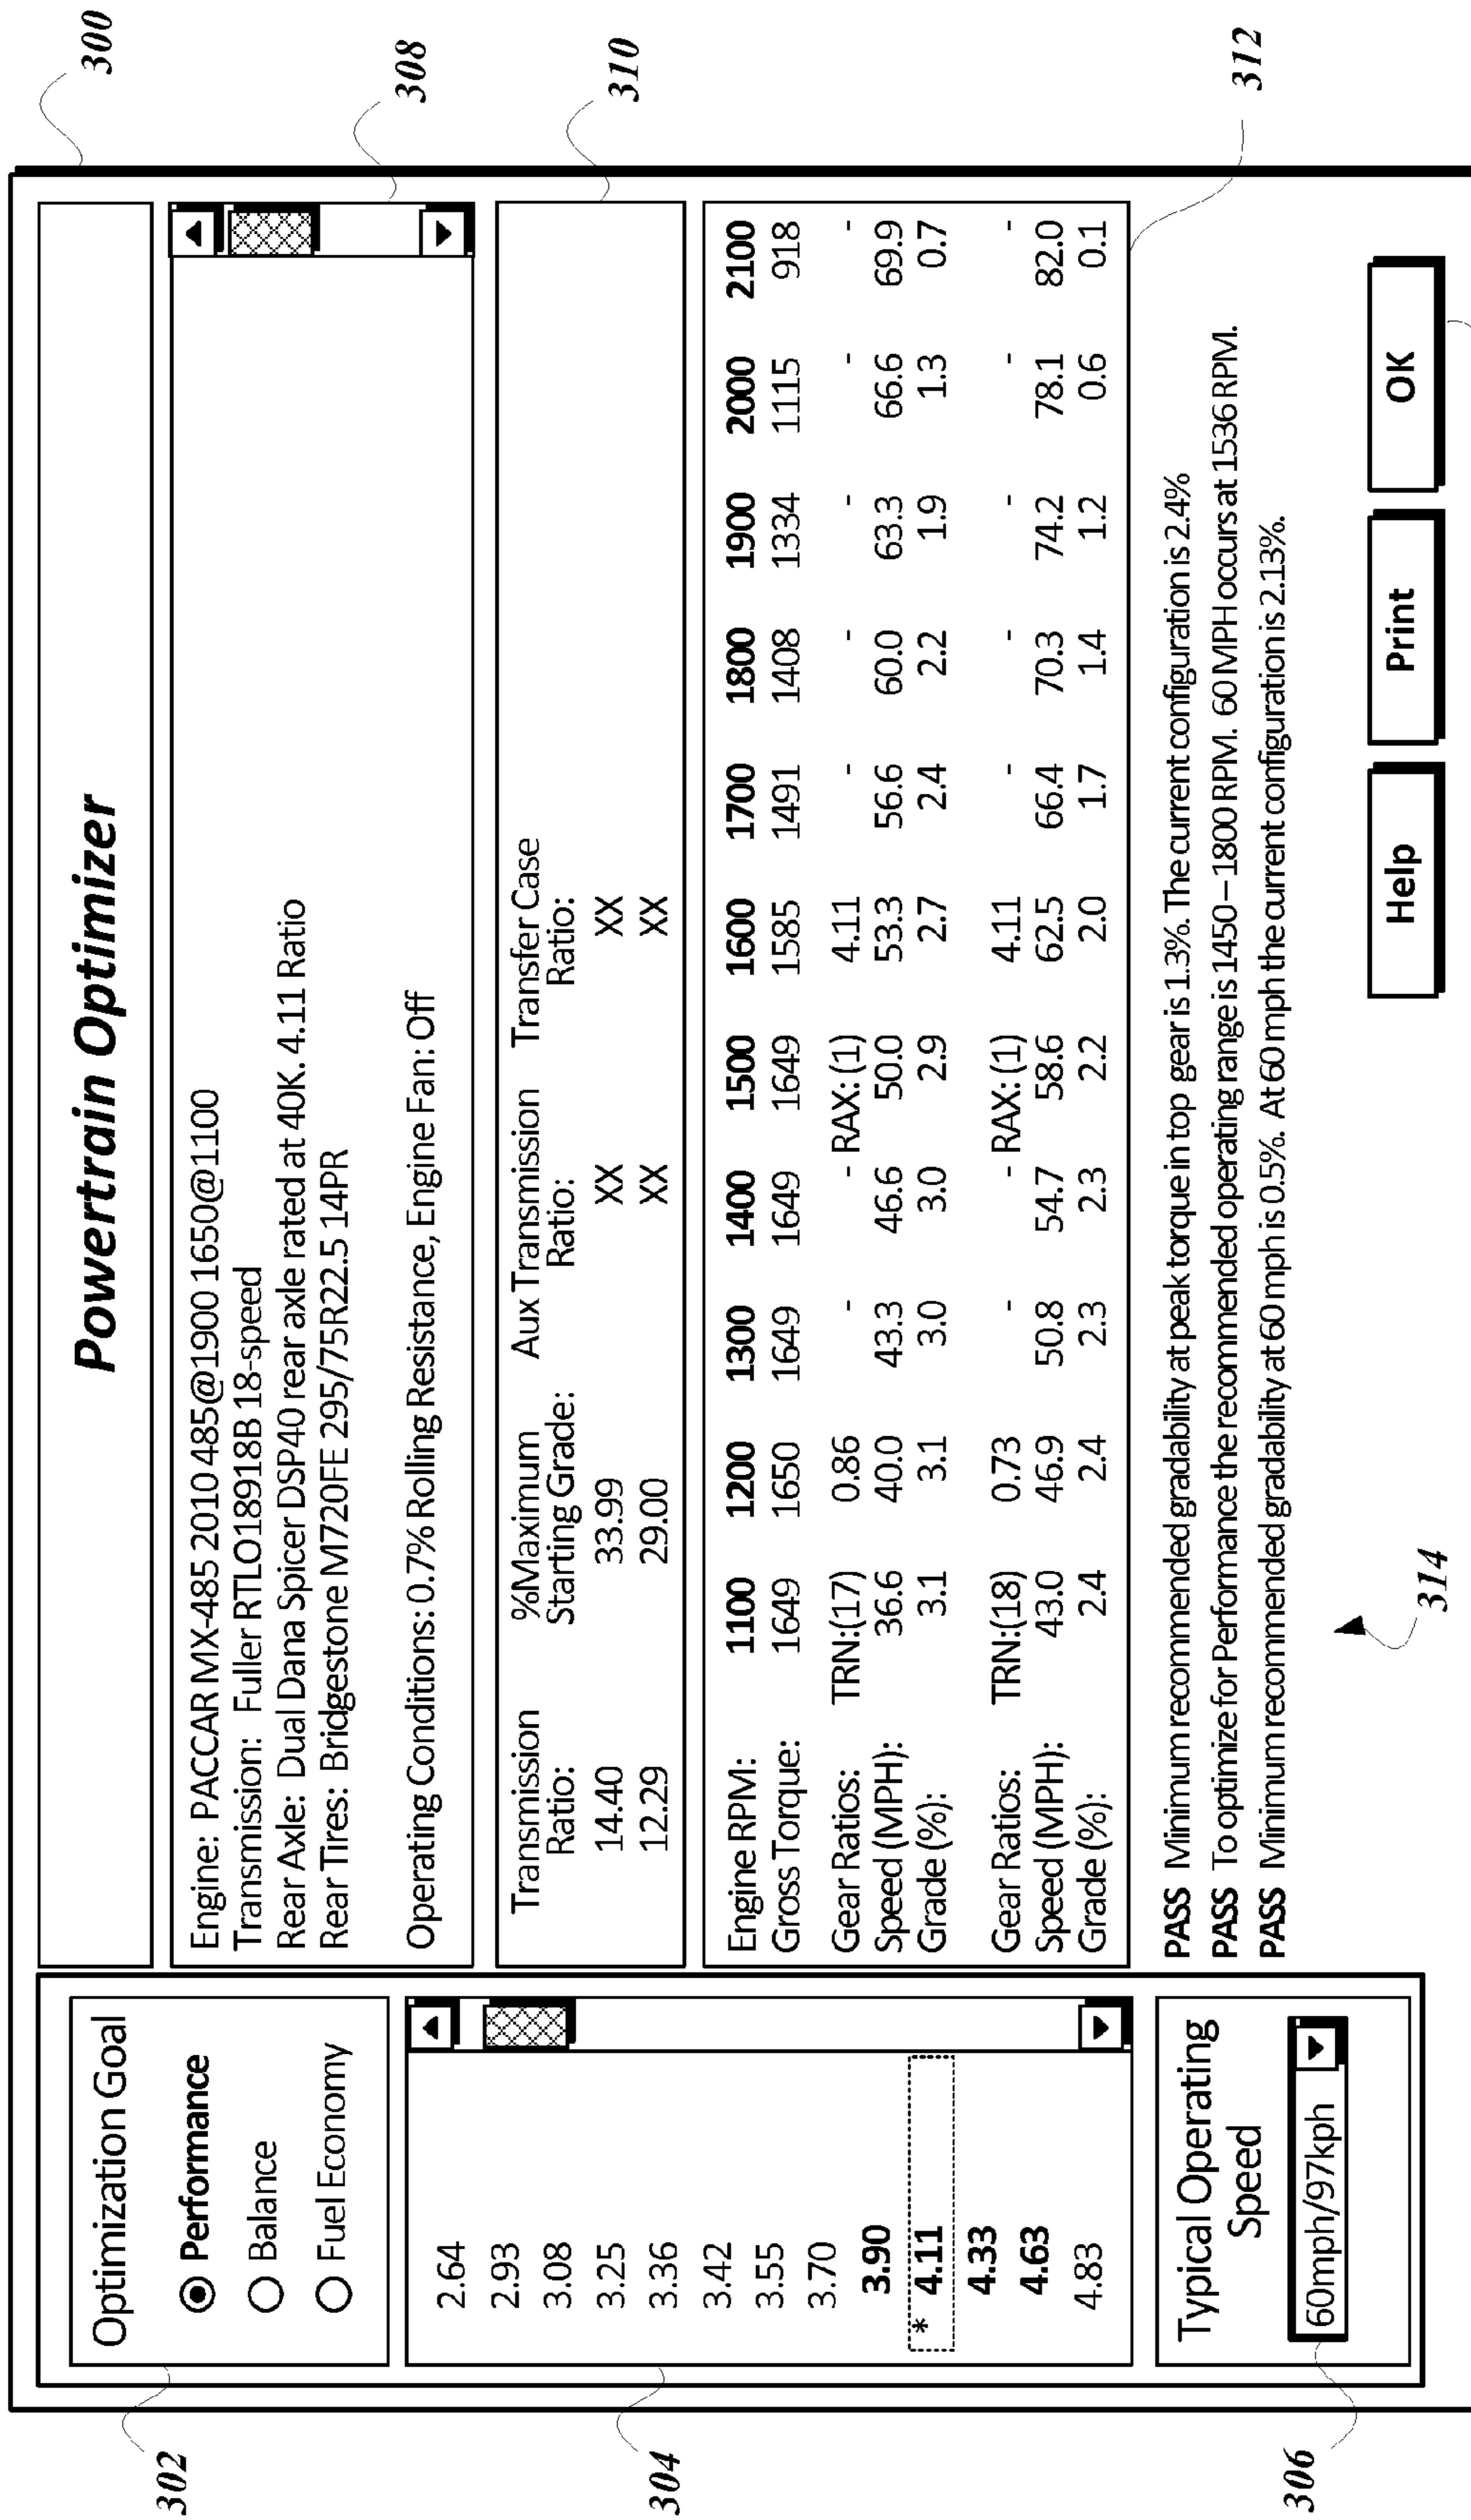 300
Powertrain Optimizer
302
Optimization Goal
Performance
Balance
Fuel Economy
304
2.64
2.93
3.08
3.25
3.36
3.42
3.55
3.70
3.90
* 4.11
4.33
4.63
4.83
306
Typical Operating
Speed
60mph/97kph
308
Engine: PACCAR MX-485 2010 485@1900 1650@1100
Transmission: Fuller RTLO18918B 18-speed
Rear Axle: Dual Dana Spicer DSP40 rear axle rated at 40K. 4.11 Ratio
Rear Tires: Bridgestone M720FE 295/75R22.5 14PR
Operating Conditions: 0.7% Rolling Resistance, Engine Fan: Off
310
Transmission %Maximum Aux Transmission Transfer Case
Ratio: Starting Grade: Ratio: Ratio:
14.40 33.99 XX XX
12.29 29.00 XX XX
312
Engine RPM: 1100 1200 1300 1400 1500 1600 1700 1800 1900 2000 2100
Gross Torque: 1649 1650 1649 1649 1649 1585 1491 1408 1334 1115 918
Gear Ratios: TRN:(17) 0.86 - - RAX: (1) 4.11 - - - - -
Speed (MPH): 36.6 40.0 43.3 46.6 50.0 53.3 56.6 60.0 63.3 66.6 69.9
Grade (%): 3.1 3.1 3.0 3.0 2.9 2.7 2.4 2.2 1.9 1.3 0.7
Gear Ratios: TRN:(18) 0.73 - - RAX: (1) 4.11 - - - - -
Speed (MPH): 43.0 46.9 50.8 54.7 58.6 62.5 66.4 70.3 74.2 78.1 82.0
Grade (%): 2.4 2.4 2.3 2.3 2.2 2.0 1.7 1.4 1.2 0.6 0.1
PASS Minimum recommended gradability at peak torque in top gear is 1.3%. The current configuration is 2.4%
PASS To optimize for Performance the recommended operating range is 1450–1800 RPM. 60 MPH occurs at 1536 RPM.
PASS Minimum recommended gradability at 60 mph is 0.5%. At 60 mph the current configuration is 2.13%.
314
Help Print OK